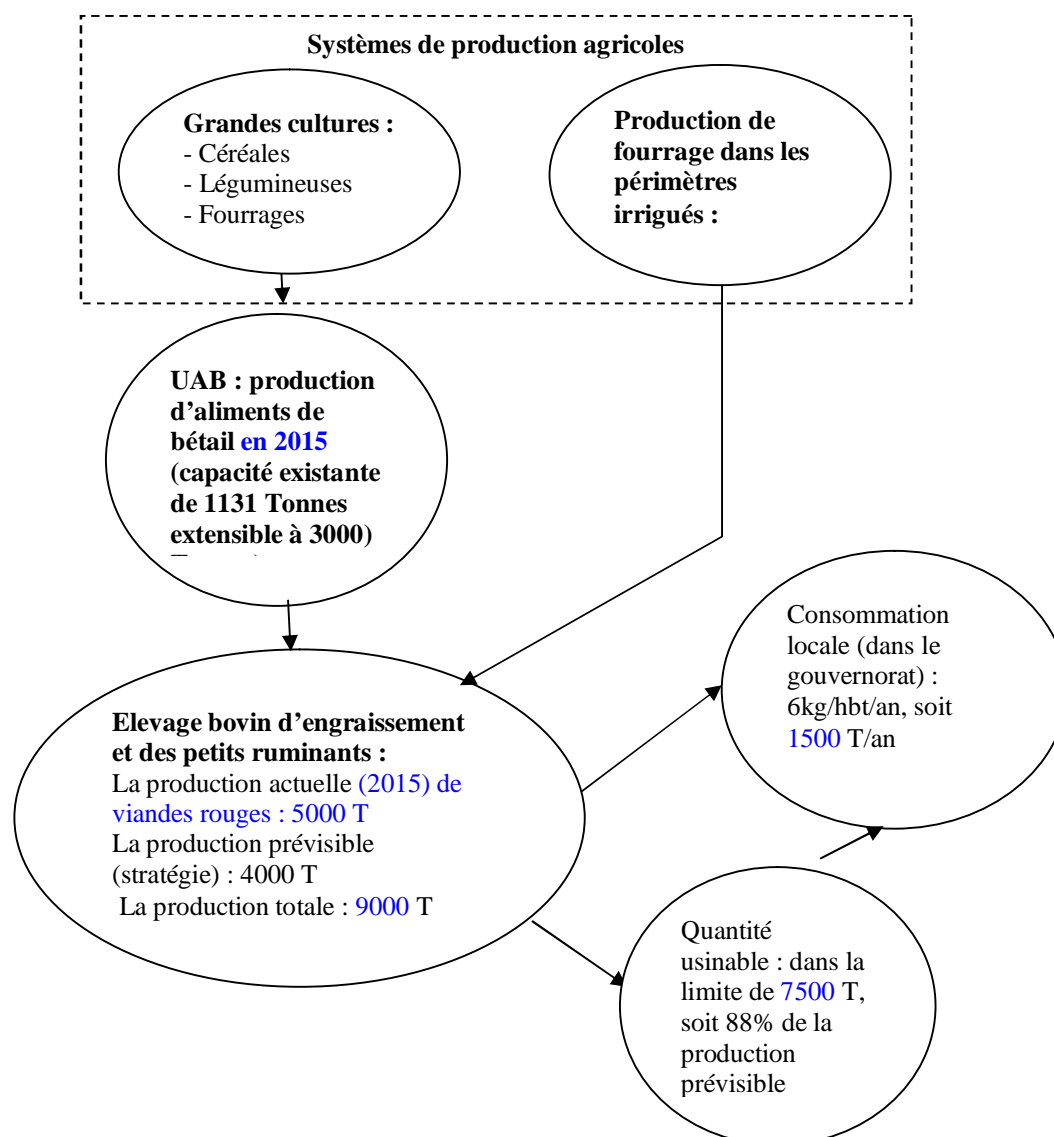 Systèmes de production agricoles
Grandes cultures :
- Céréales
- Légumineuses
- Fourrages
Production de
fourrage dans les
périmètres
irrigués :
UAB : production
d’aliments de
bétail en 2015
(capacité existante
de 1131 Tonnes
extensible à 3000)
Elevage bovin d’engraissement
et des petits ruminants :
La production actuelle (2015) de
viandes rouges : 5000 T
La production prévisible
(stratégie) : 4000 T
La production totale : 9000 T
Consommation
locale (dans le
gouvernorat) :
6kg/hbt/an, soit
1500 T/an
Quantité
usinable : dans la
limite de 7500 T,
soit 88% de la
production
prévisible